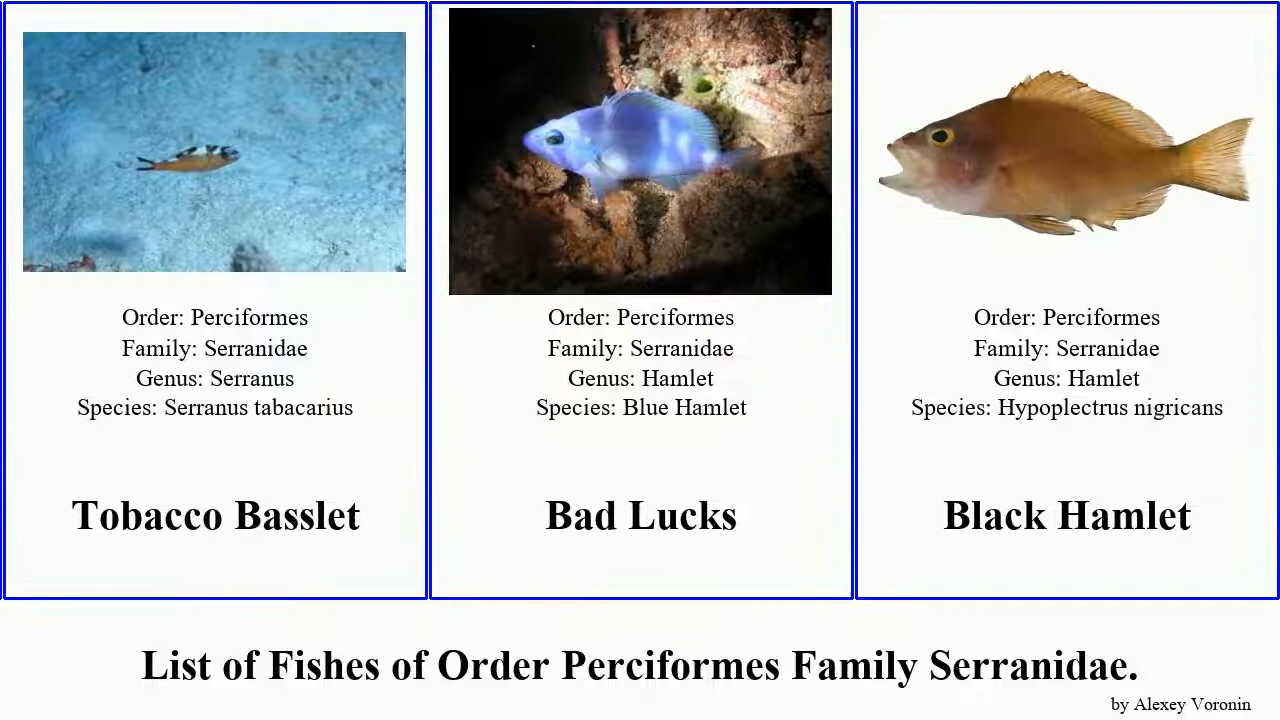 Order: Perciformes
Family: Serranidae
Genus: Serranus
Species: Serranus tabacarius
Tobacco Basslet
Order: Perciformes
Family: Serranidae
Genus: Hamlet
Species: Blue Hamlet
Bad Lucks
Order: Perciformes
Family: Serranidae
Genus: Hamlet
Species: Hypoplectrus nigricans
Black Hamlet
List of Fishes of Order Perciformes Family Serranidae.
by Alexey Voronin